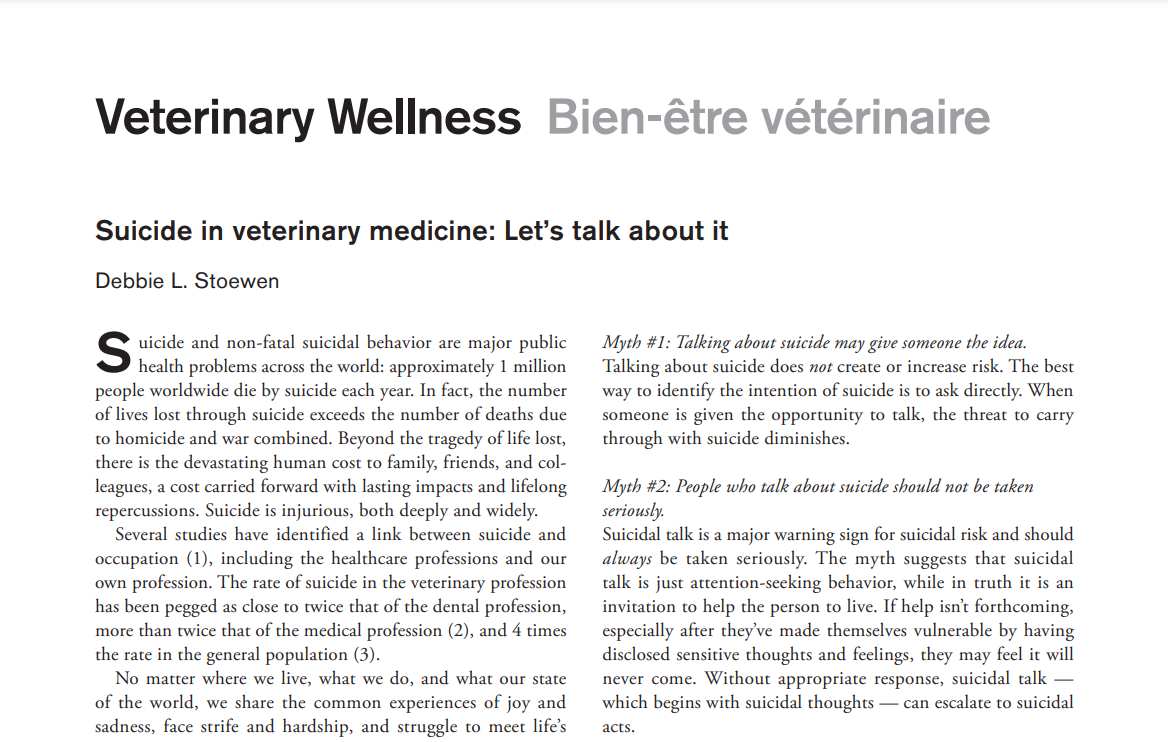 Veterinary Wellness Bien-être vétérinaire
Suicide in veterinary medicine: Let's talk about it
Debbie L. Stoewen
Suicide and non-fatal suicidal behavior are major public
health problems across the world: approximately 1 million
people worldwide die by suicide each year. In fact, the number
of lives lost through suicide exceeds the number of deaths due
to homicide and war combined. Beyond the tragedy of life lost,
there is the devastating human cost to family, friends, and col-
leagues, a cost carried forward with lasting impacts and lifelong
repercussions. Suicide is injurious, both deeply and widely.
Several studies have identified a link between suicide and
occupation (1), including the healthcare professions and our
own profession. The rate of suicide in the veterinary profession
has been pegged as close to twice that of the dental profession,
more than twice that of the medical profession (2), and 4 times
the rate in the general population (3).
No matter where we live, what we do, and what our state
of the world, we share the common experiences of joy and
sadness, face strife and hardship, and struggle to meet life's
Myth #1: Talking about suicide may give someone the idea.
Talking about suicide does not create or increase risk. The best
way to identify the intention of suicide is to ask directly. When
someone is given the opportunity to talk, the threat to carry
through with suicide diminishes.
Myth #2: People who talk about suicide should not be taken
seriously.
Suicidal talk is a major warning sign for suicidal risk and should
always be taken seriously. The myth suggests that suicidal
talk is just attention-seeking behavior, while in truth it is an
invitation to help the person to live. If help isn't forthcoming,
especially after they've made themselves vulnerable by having
disclosed sensitive thoughts and feelings, they may feel it will
never come. Without appropriate response, suicidal talk —
which begins with suicidal thoughts — can escalate to suicidal
acts.